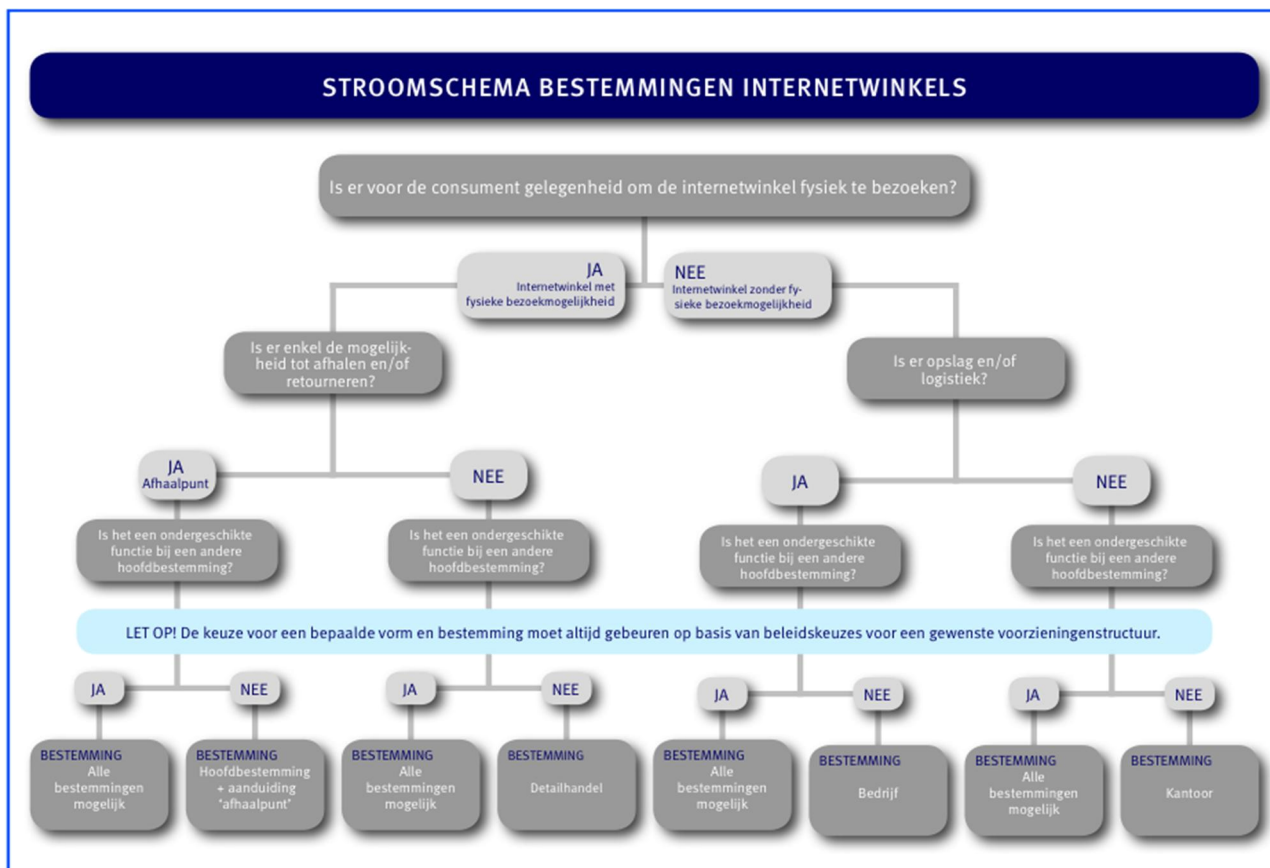 STROOMSCHEMA BESTEMMINGEN INTERNETWINKELS
Is er voor de consument gelegenheid om de internetwinkel fysiek te bezoeken?
JA
Internetwinkel met
fysieke bezoekmogelijkheid
NEE
Internetwinkel zonder fy-
sieke bezoekmogelijkheid
Is er enkel de mogelijk-
heid tot afhalen en/of
retourneren?
Is er opslag en/of
logistiek?
JA
Afhaalpunt
NEE
JA
NEE
Is het een ondergeschikte
functie bij een andere
hoofdbestemming?
Is het een ondergeschikte
functie bij een andere
hoofdbestemming?
Is het een ondergeschikte
functie bij een andere
hoofdbestemming?
Is het een ondergeschikte
functie bij een andere
hoofdbestemming?
LET OP! De keuze voor een bepaalde vorm en bestemming moet altijd gebeuren op basis van beleidskeuzes voor een gewenste voorzieningenstructuur.
JA
NEE
JA
NEE
JA
NEE
JA
NEE
BESTEMMING
Alle
bestemmingen
mogelijk
BESTEMMING
Hoofdbestemming
+ aanduiding
"afhaalpunt"
BESTEMMING
Alle
bestemmingen
mogelijk
BESTEMMING
Detailhandel
BESTEMMING
Alle
bestemmingen
mogelijk
BESTEMMING
Bedrijf
BESTEMMING
Alle
bestemmingen
mogelijk
BESTEMMING
Kantoor